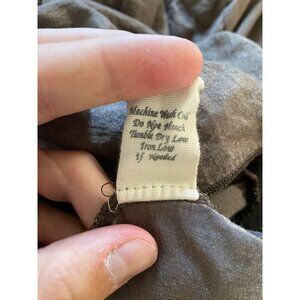 Machine Wash Cold
Do Not Bleach
Tumble Dry Low
Iron Low
If Needed